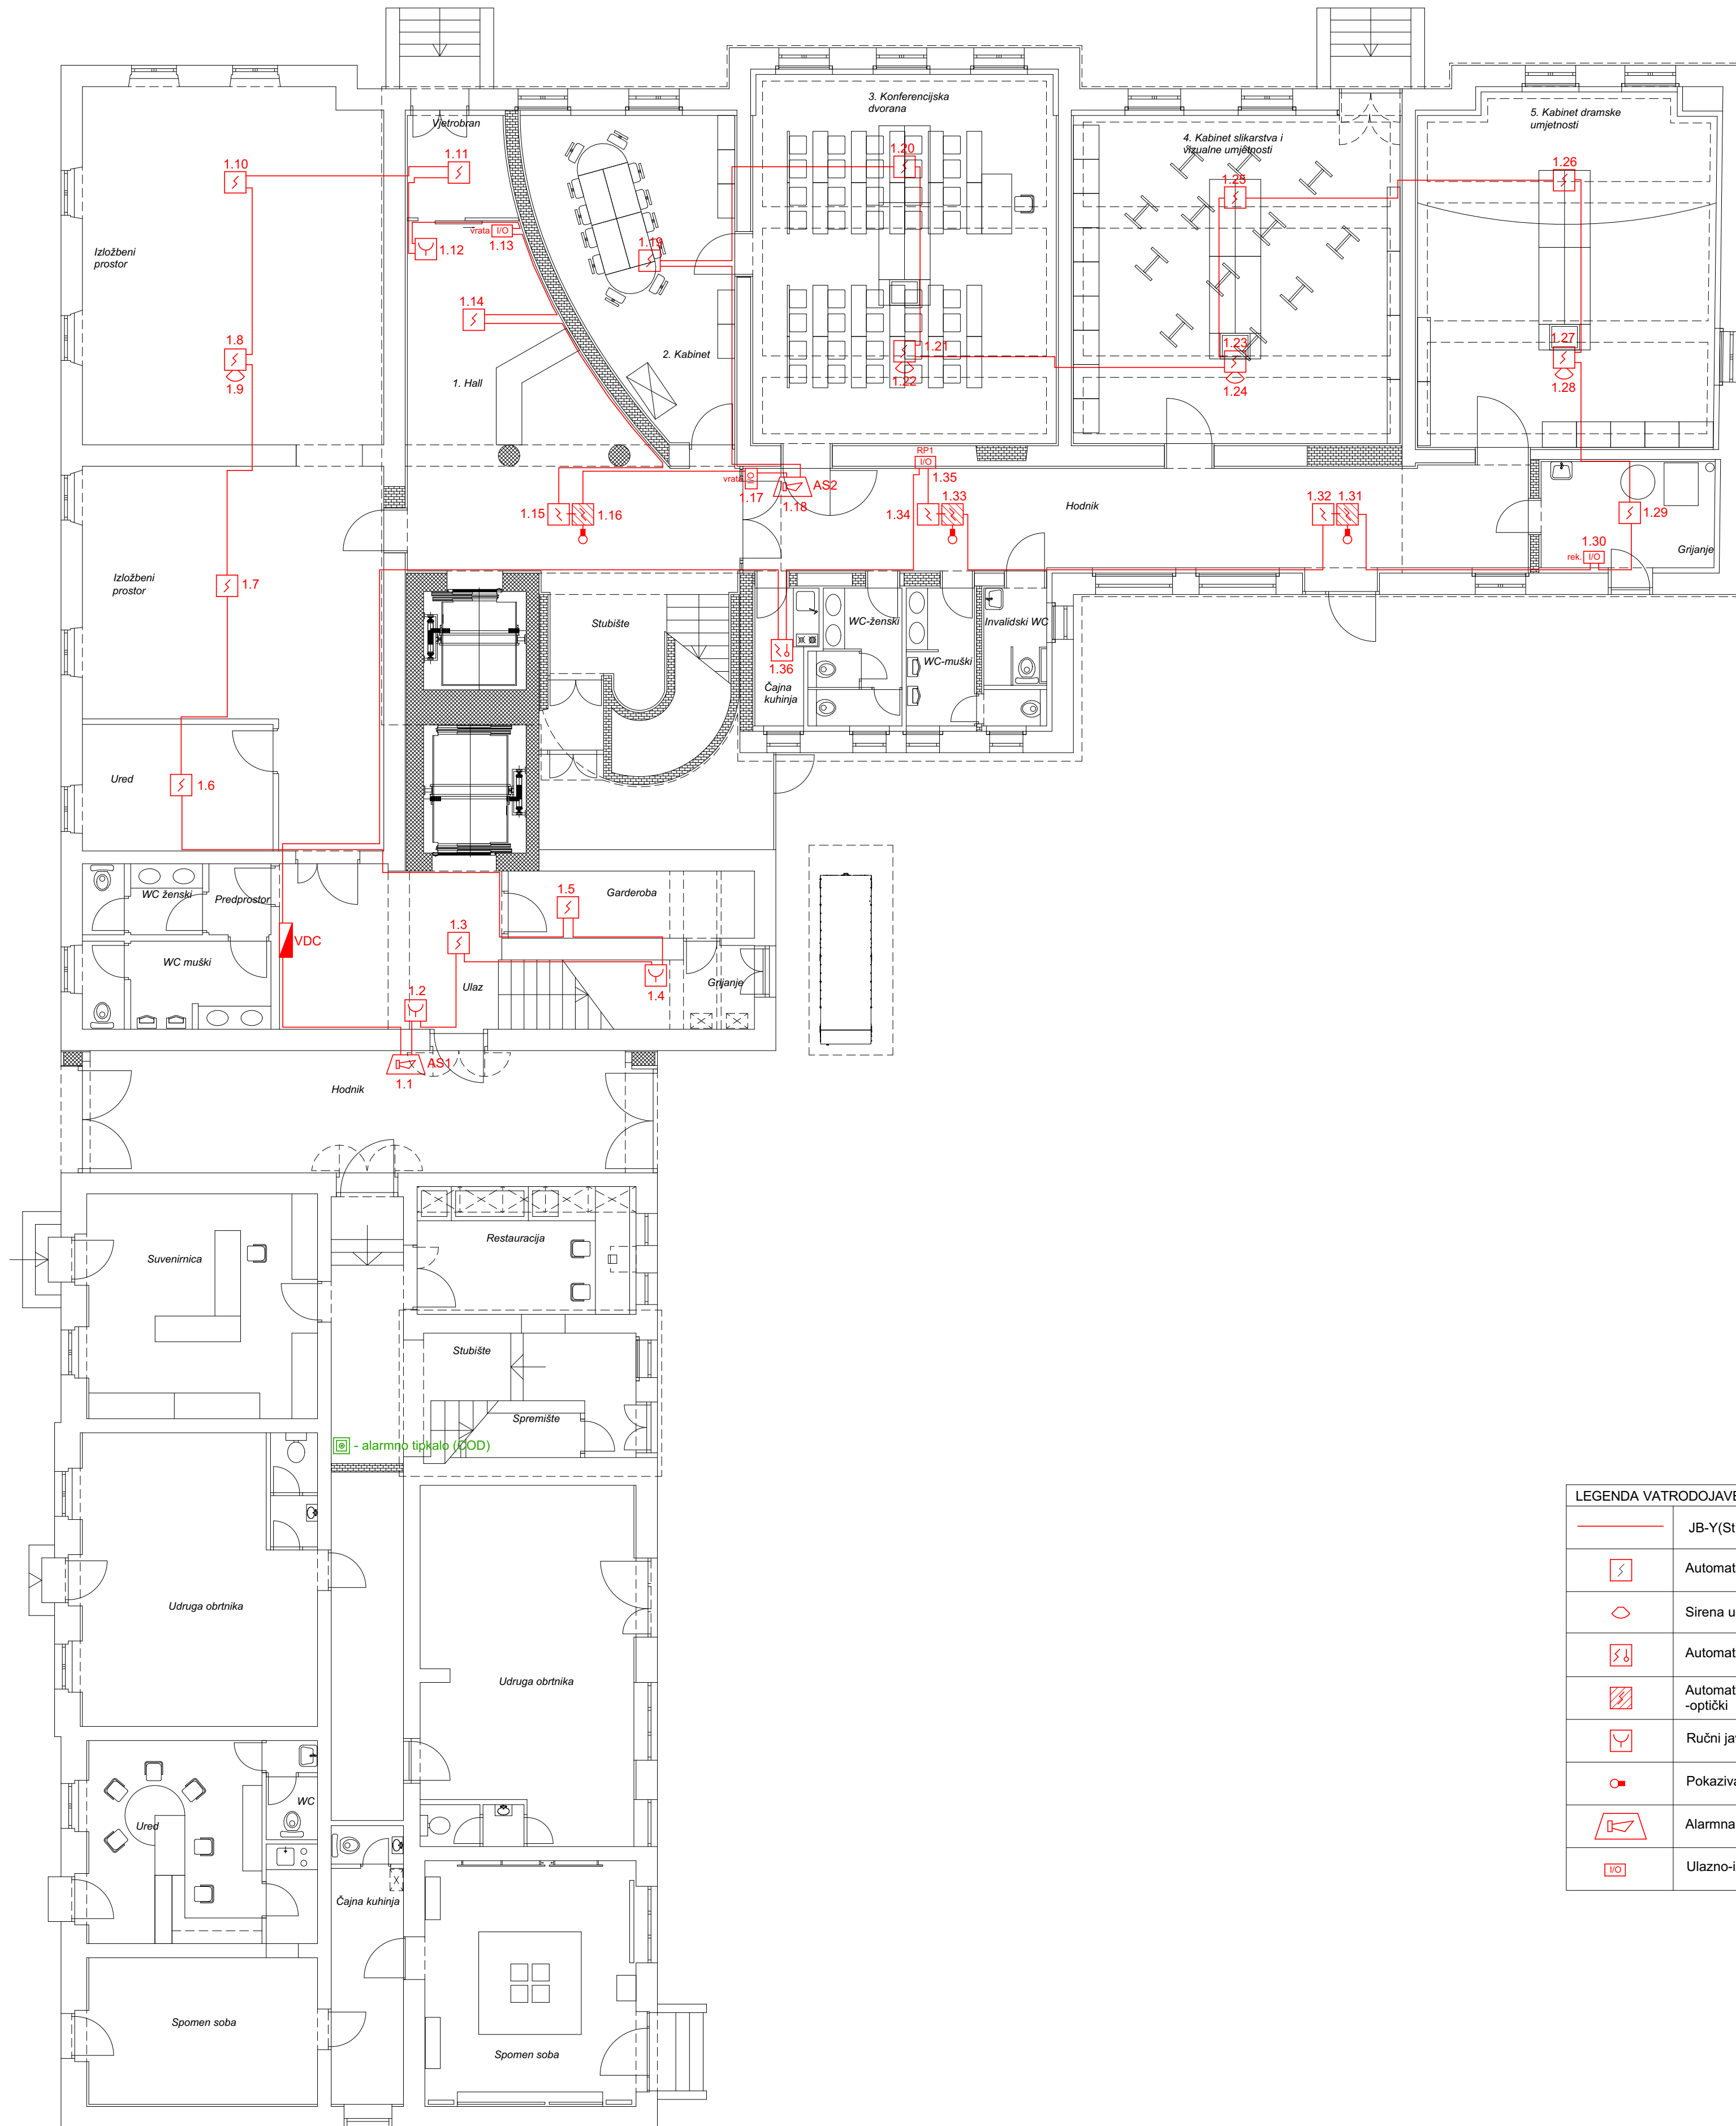 Vjetrobran
3. Konferencijska
dvorana
4. Kabinet slikarstva i
vizualne umjetnosti
5. Kabinet dramske
umjetnosti
1.10
1.11
1.20
1.25
1.26
Izložbeni
prostor
1.12
vrata
I/O
1.13
1.19
1.14
1.8
1.9
1. Hall
2. Kabinet
1.21
1.22
1.23
1.24
1.27
1.28
RP1
I/O
1.35
vrata
I/O
1.17
AS2
1.18
1.15
1.16
1.34
1.33
Hodnik
1.32
1.31
1.29
1.30
rek.
I/O
Grijanje
Izložbeni
prostor
1.7
Stubište
WC-ženski
Invalidski WC
1.36
WC-muški
Čajna
kuhinja
Ured
1.6
WC ženski
Predprostor
1.5
Garderoba
VDC
WC muški
1.3
Ulaz
1.4
Grijanje
1.2
AS1
1.1
Hodnik
Suvenirnica
Restauracija
Stubište
Spremište
- alarmno tipkalo (COD)
Udruga obrtnika
Udruga obrtnika
Ured
WC
Čajna kuhinja
Spomen soba
Spomen soba
LEGENDA VATRODOJAVE
JB-Y(St
Automat
Sirena u
Automat
Automat
-optički
Ručni jav
Pokaziva
Alarmna
I/O
Ulazno-i